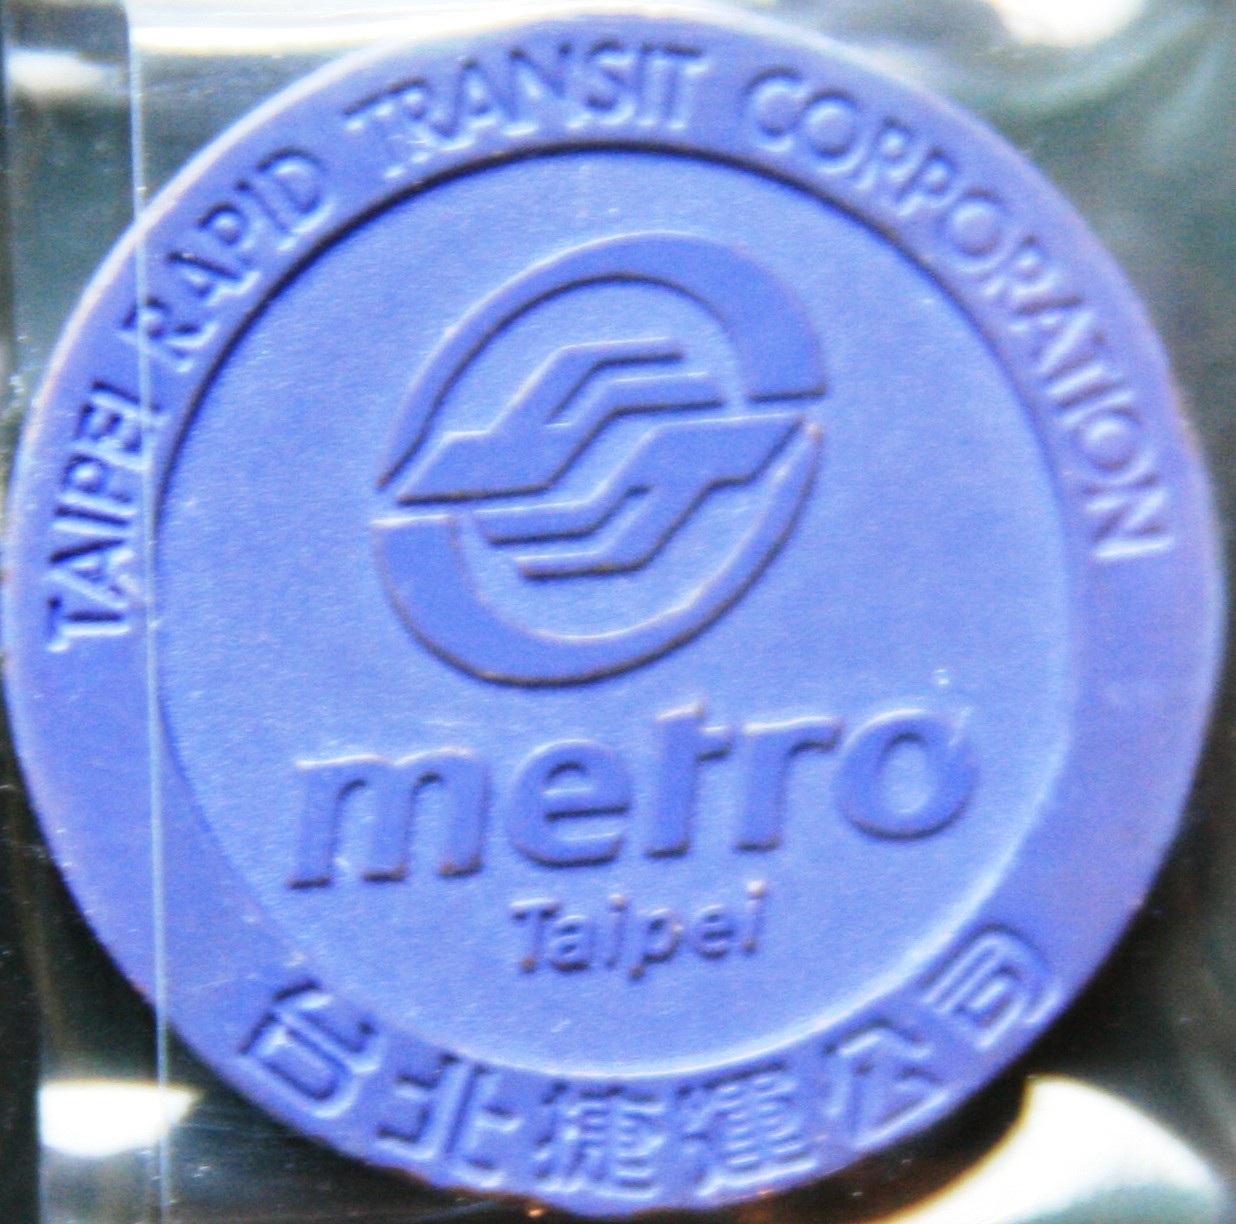 TAIPEI RAPID TRANSIT CORPORATION
metro
Taipei
台北捷運公司